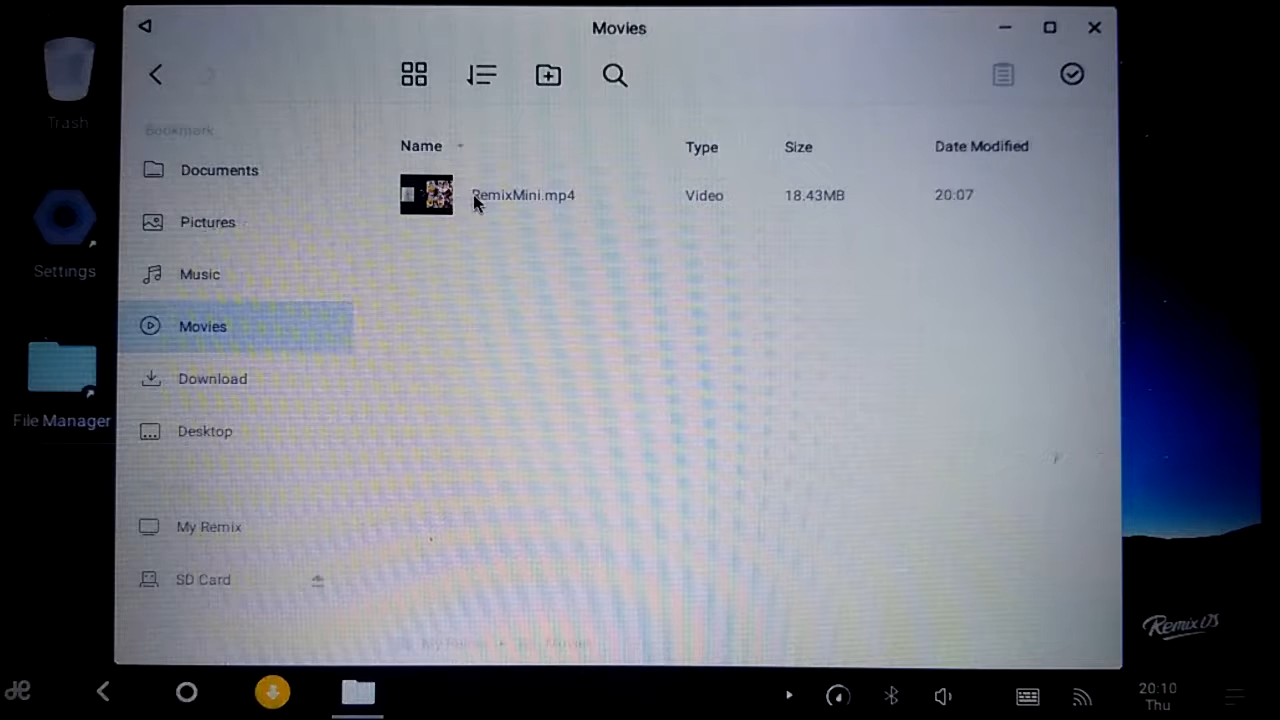 Movies
Trash
Settings
File Manager
Bookmark
Documents
Pictures
Music
Movies
Download
Desktop
My Remix
SD Card
Name
Type
Size
Date Modified
RemixMini.mp4
Video
18.43MB
20:07
Remix OS
20:10
Thu